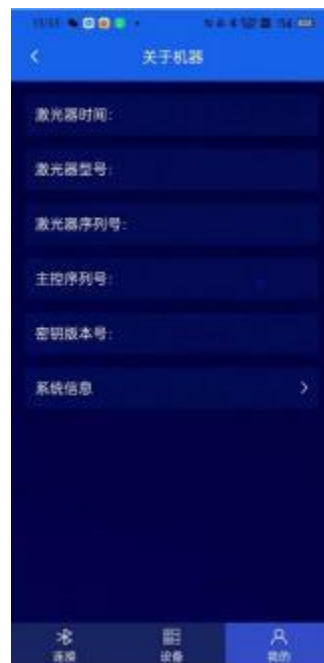 关于机器
激光器时间:
激光器型号:
激光器序列号:
主控序列号:
密钥版本号:
系统信息
连接
设备
我的